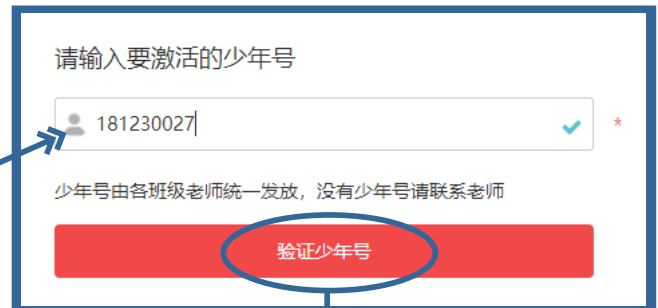 请输入要激活的少年号
181230027
*
少年号由各班级老师统一发放，没有少年号请联系老师
验证少年号